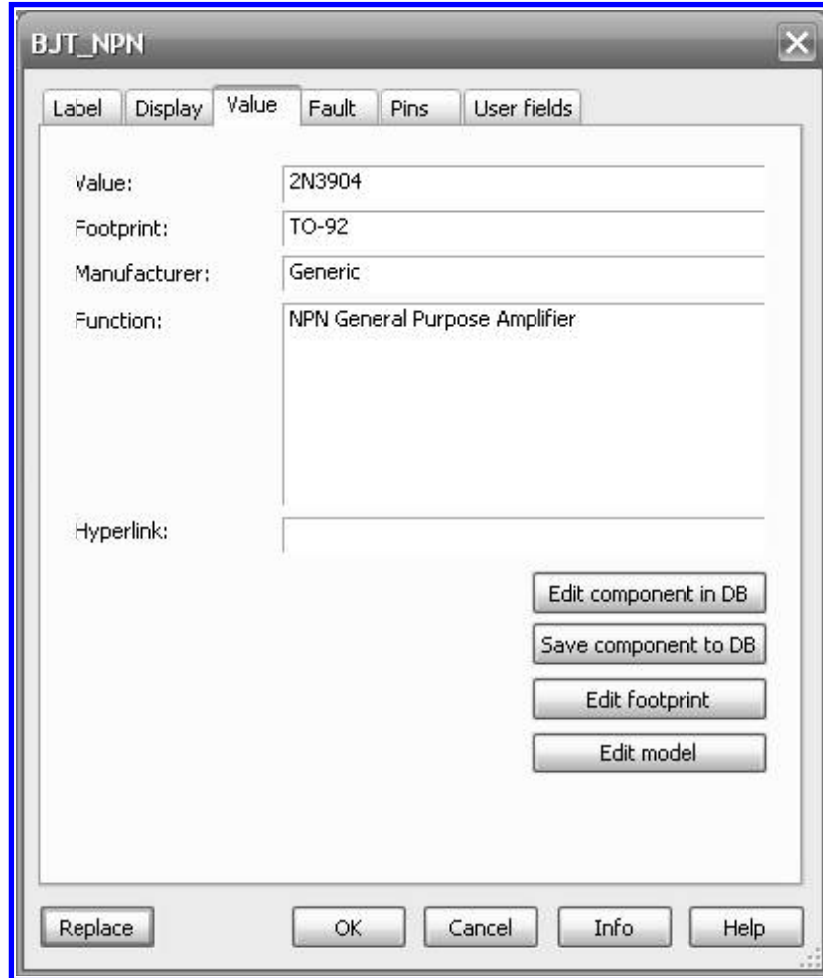 BJT_NPN
Label Display Value Fault Pins User fields
Value: 2N3904
Footprint: TO-92
Manufacturer: Generic
Function: NPN General Purpose Amplifier
Hyperlink:
Edit component in DB
Save component to DB
Edit footprint
Edit model
Replace OK Cancel Info Help